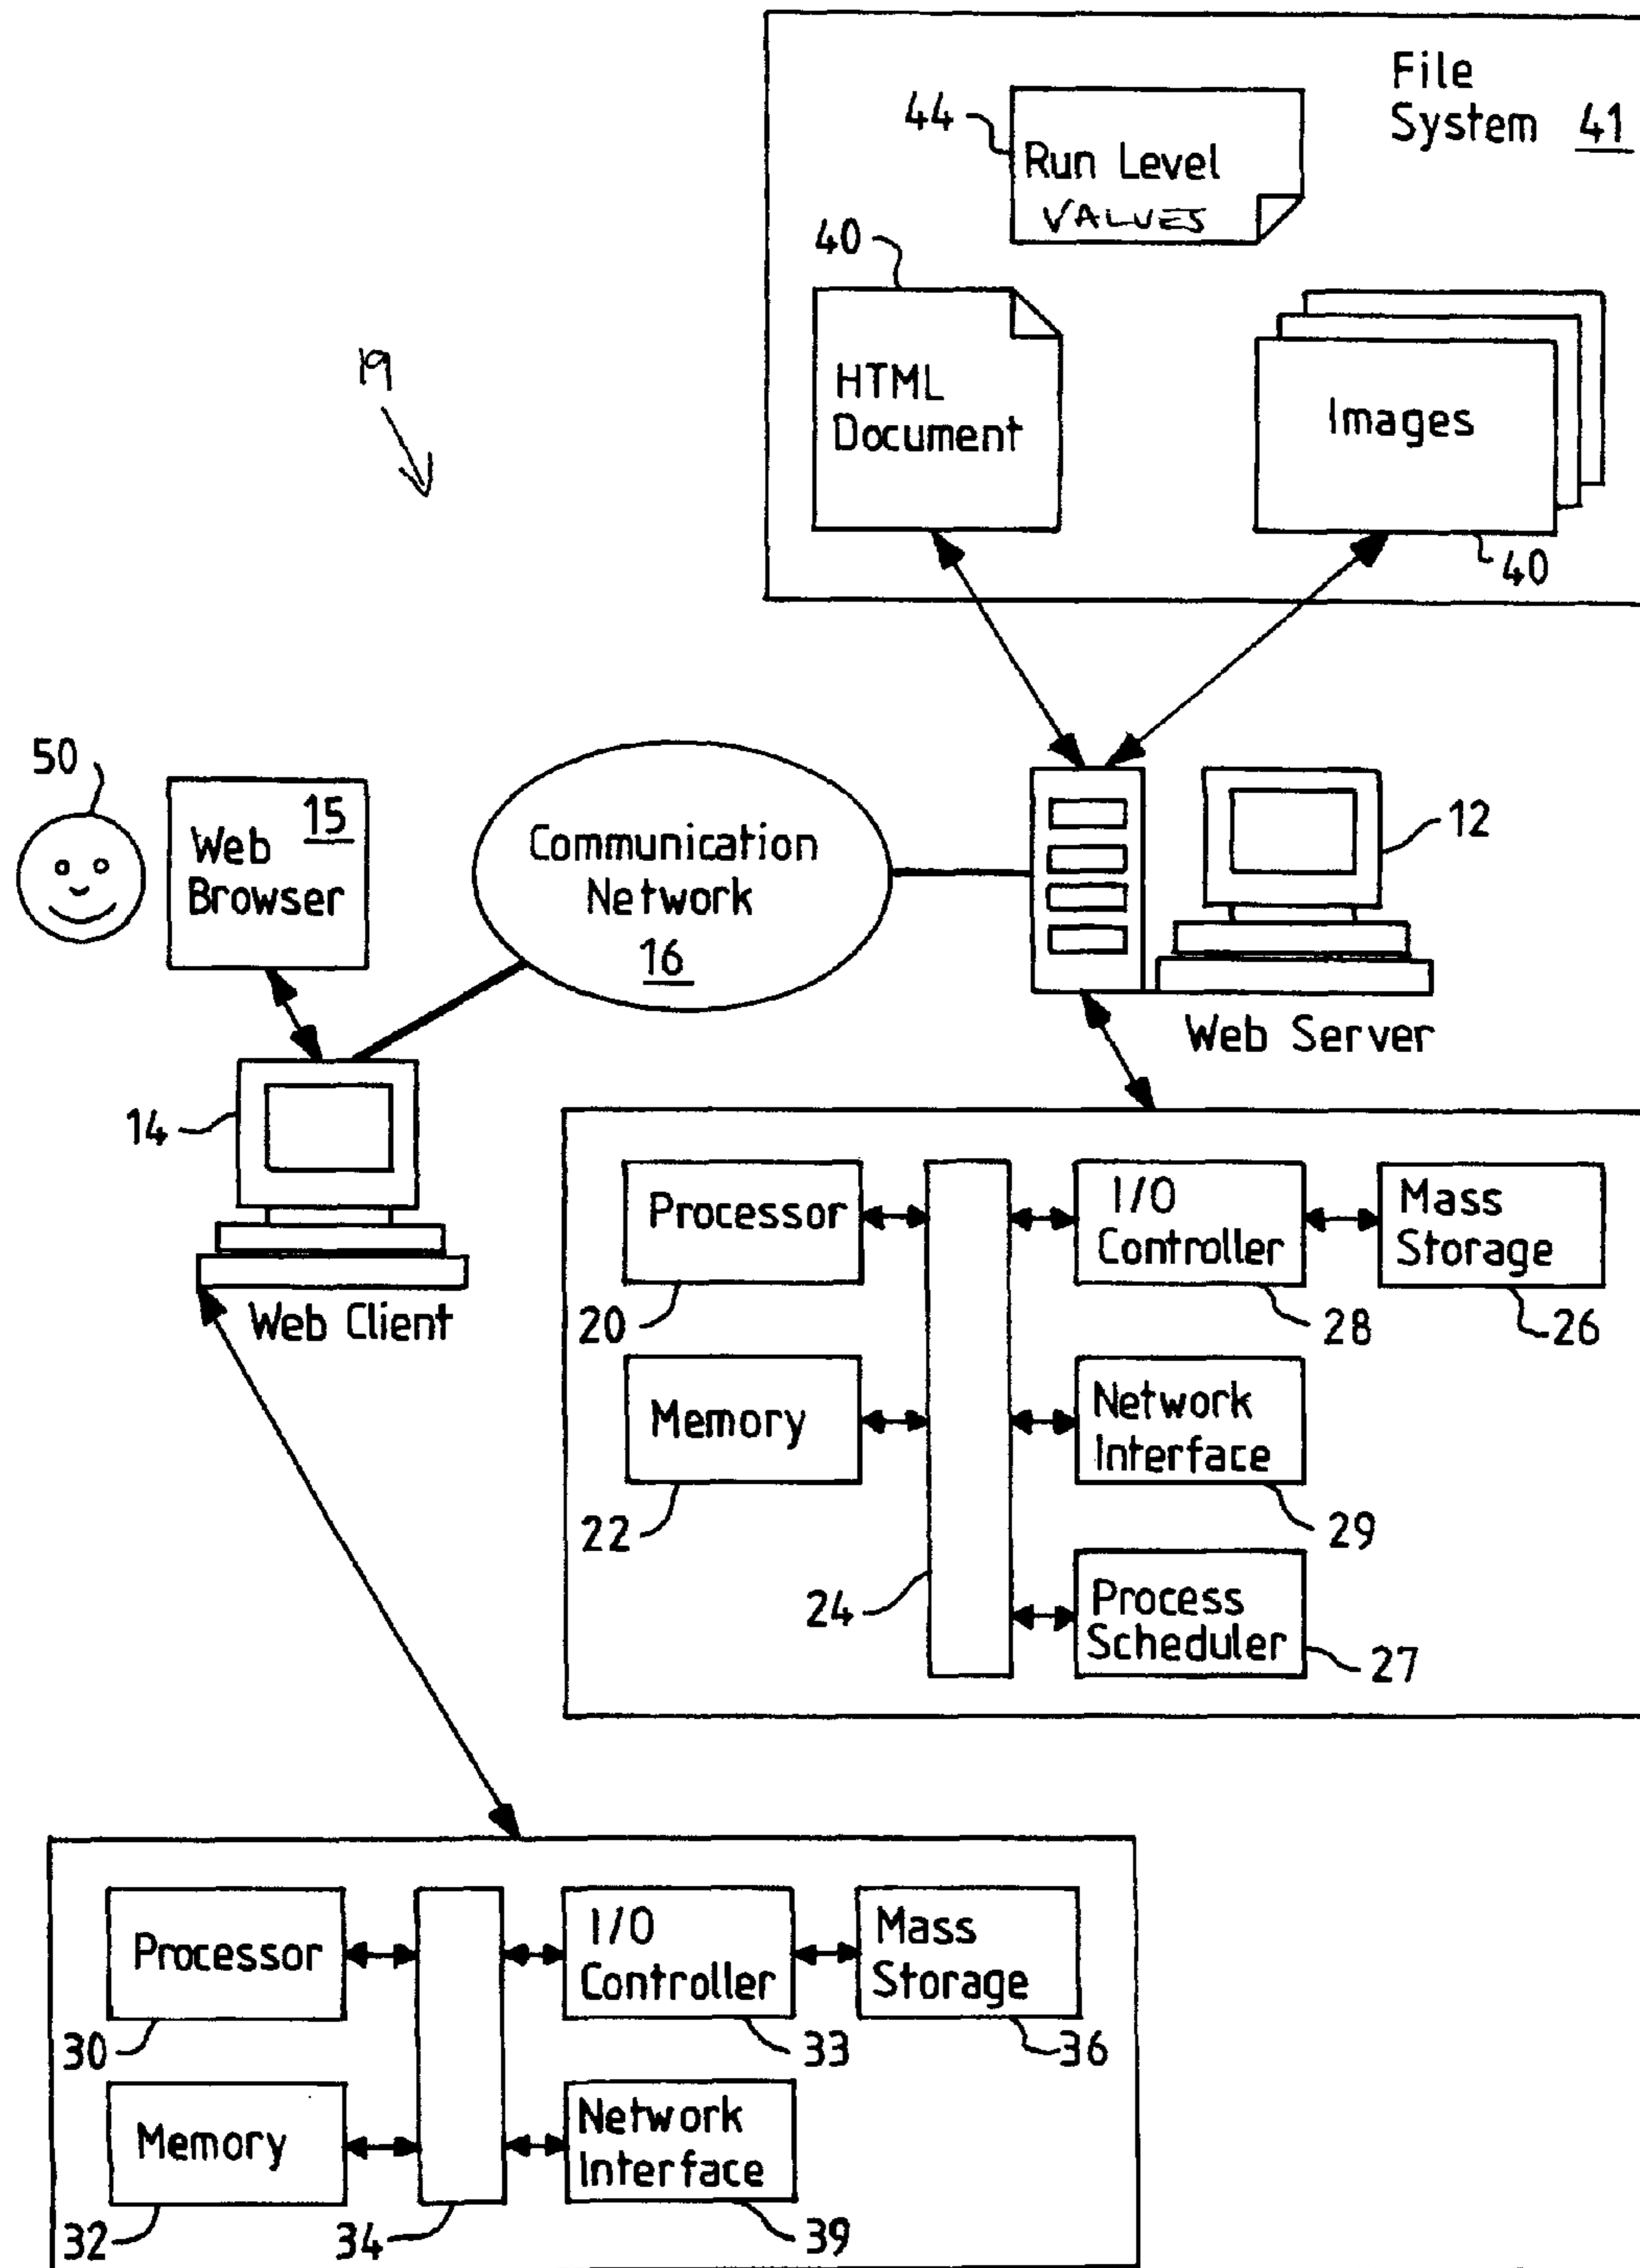 File
System 41
44
Run Level
VALUES
40
HTML
Document
Images
40
19
50
15
Web
Browser
Communication
Network
16
12
Web Server
14
Web Client
Processor
20
I/O
Controller
28
Mass
Storage
26
Memory
22
Network
Interface
29
24
Process
Scheduler
27
Processor
30
I/O
Controller
33
Mass
Storage
36
Memory
32
34
Network
Interface
39